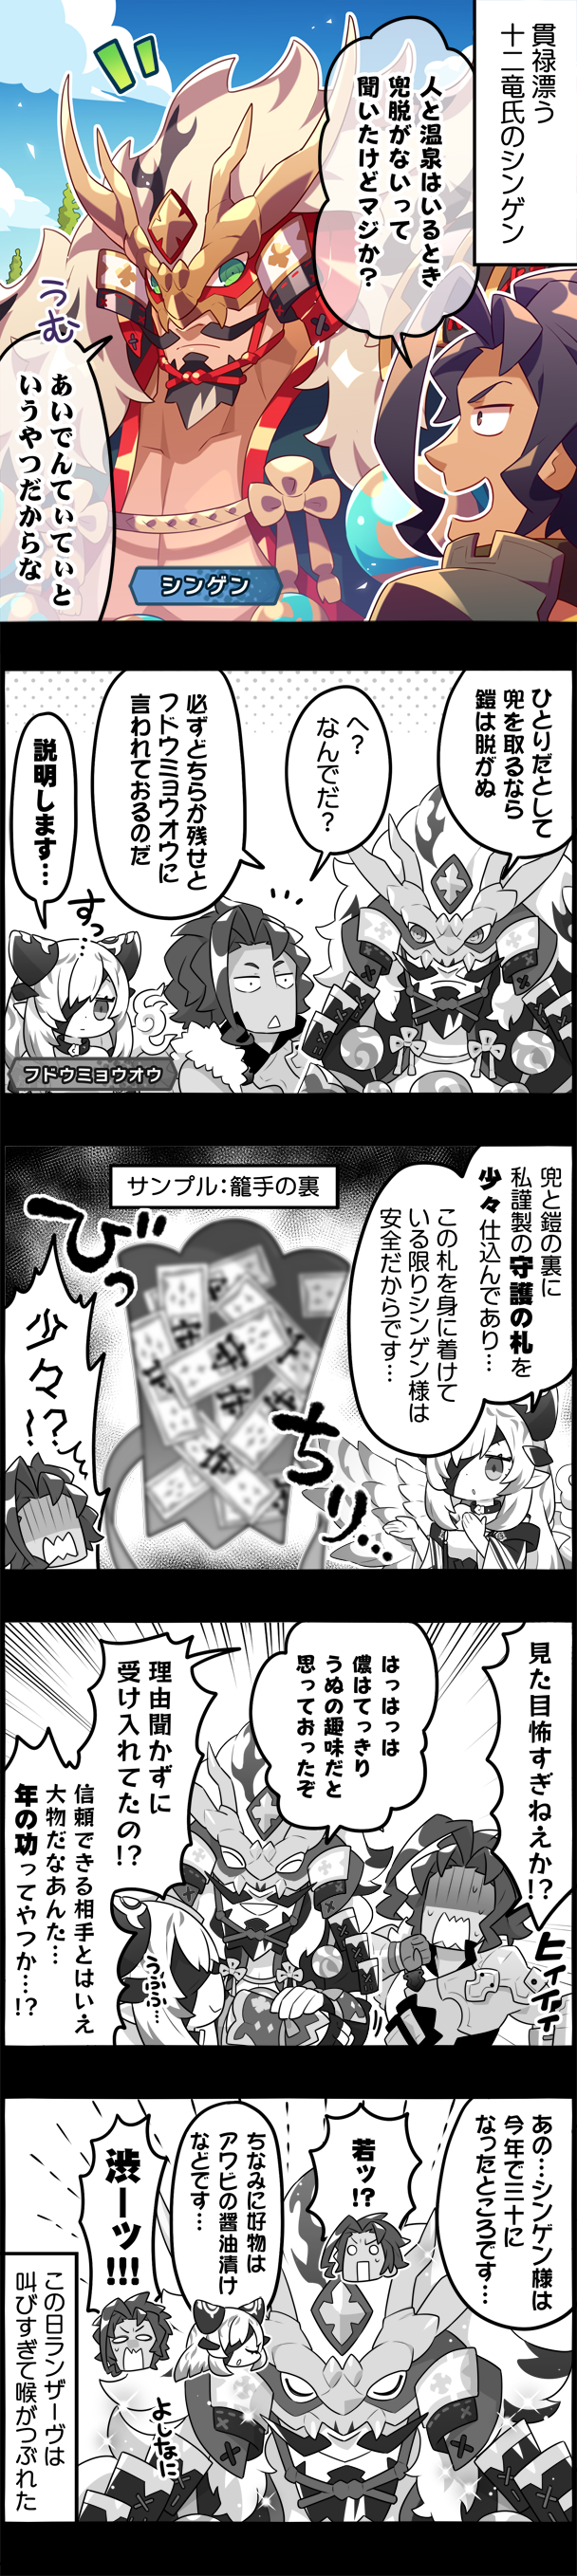 貫禄漂う
十二竜氏のシンゲン
人と温泉はいるとき
兜脱がないって
聞いたけどマジか？
うむ
あいでんてぃてぃと
いうやつだからな
シンゲン
ひとりだとして
兜を取るなら
鎧は脱がぬ
へ？
なんでだ？
必ずどちらか残せと
フドウミョウオウに
言われておるのだ
すっ…
説明します…
フドウミョウオウ
兜と鎧の裏に
私謹製の守護の札を
少々仕込んであり…
この札を身に着けて
いる限りシンゲン様は
安全だからです…
サンプル：籠手の裏
びっ
ちり…
少々～？
見た目怖すぎねえか！？
ヒィィィ
はっはっは
儂はてっきり
うぬの趣味だと
思っておったぞ
うふふ…
理由聞かずに
受け入れてたの！？
信頼できる相手とはいえ
大物だなあんた…
年の功ってやつか…！？
あの…シンゲン様は
今年で三十に
なったところです…
若ッ！？
ちなみに好物は
アワビの醤油漬け
などです…
渋ーッ！！！
よしなに
この日ランザーヴは
叫びすぎて喉がつぶれた